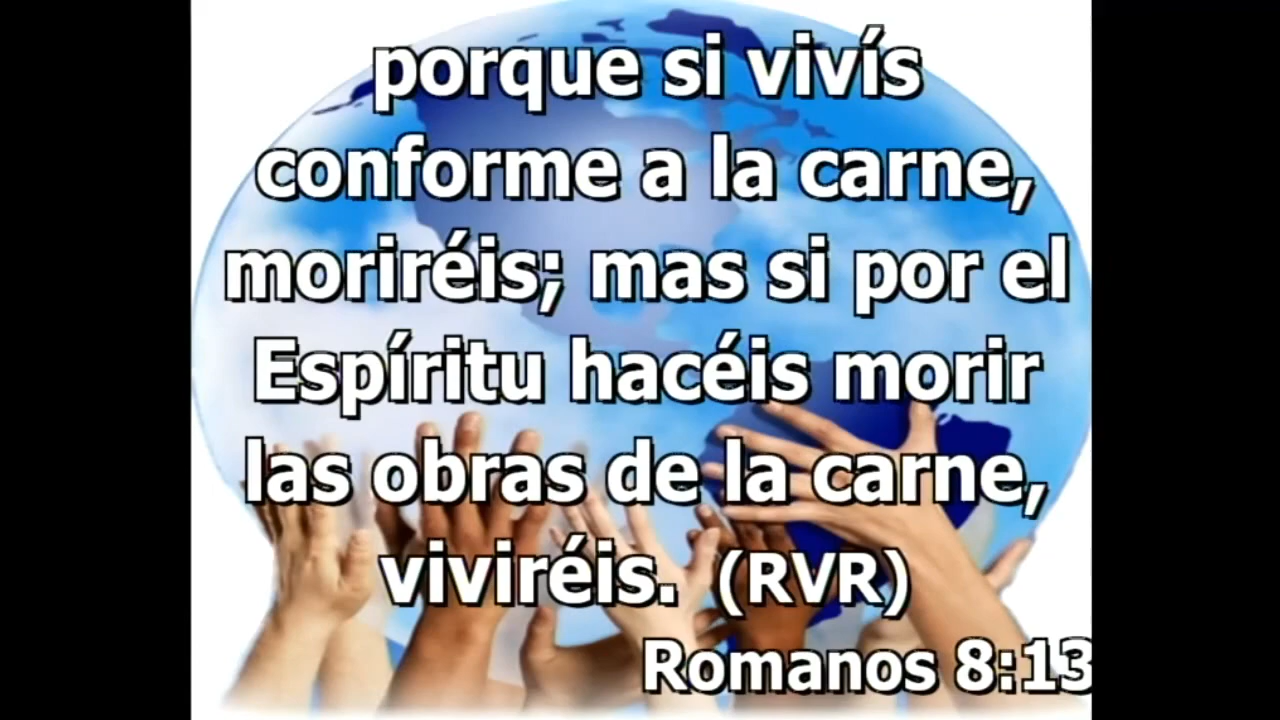 porque si vivís
conforme a la carne,
moriréis; mas si por el
Espíritu hacéis morir
las obras de la carne,
viviréis. (RVR)
Romanos 8:13